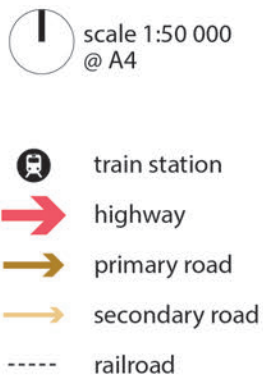 scale 1:50 000
@ A4
train station
highway
primary road
secondary road
railroad